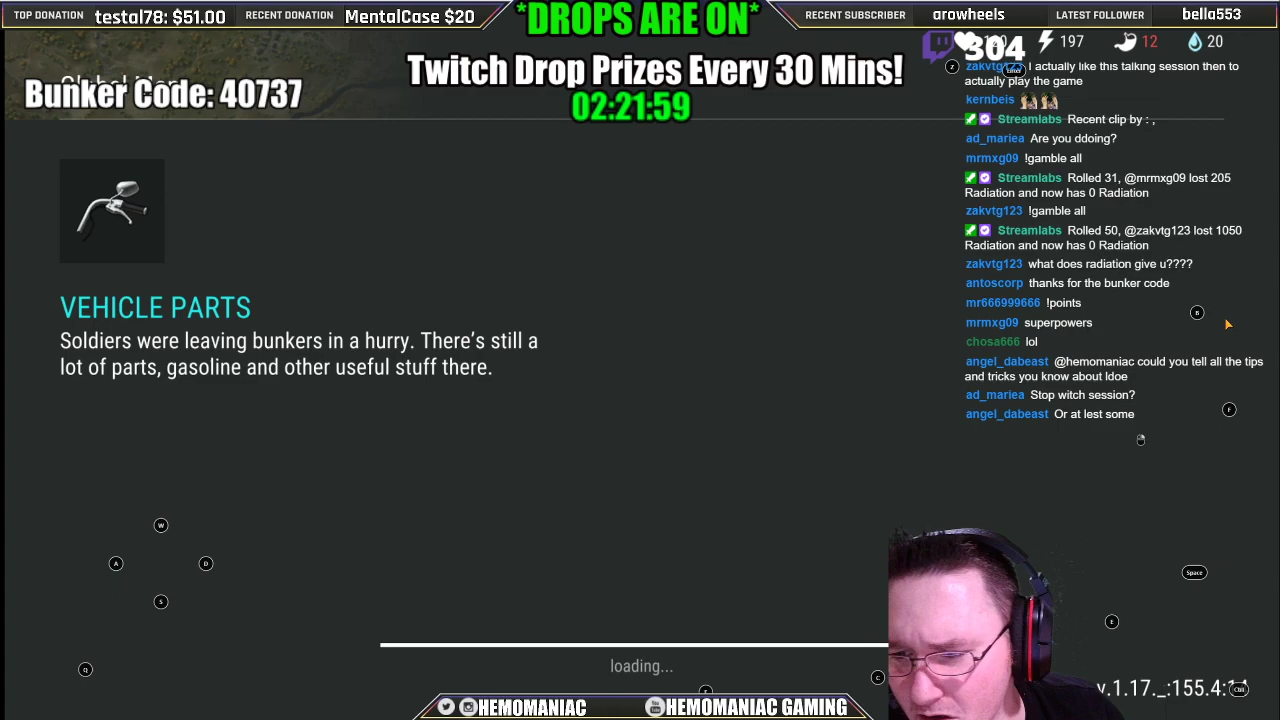 TOP DONATION testal78: $51.00 RECENT DONATION MentalCase $20
*DROPS ARE ON*
RECENT SUBSCRIBER arowheels LATEST FOLLOWER bella553
Twitch Drop Prizes Every 30 Mins!
02:21:59
Bunker Code: 40737
304
197
12
20
zakvtg123 I actually like this talking session then to
actually play the game
kernbeis
Streamlabs Recent clip by : ,
ad_mariea Are you ddoing?
mrmxg09 !gamble all
Streamlabs Rolled 31, @mrmxg09 lost 205
Radiation and now has 0 Radiation
zakvtg123 !gamble all
Streamlabs Rolled 50, @zakvtg123 lost 1050
Radiation and now has 0 Radiation
zakvtg123 what does radiation give u????
antoscorp thanks for the bunker code
mr666999666 !points
mrmxg09 superpowers
chosa666 lol
angel_dabeast @hemomaniac could you tell all the tips
and tricks you know about ldoe
ad_mariea Stop witch session?
angel_dabeast Or at lest some
VEHICLE PARTS
Soldiers were leaving bunkers in a hurry. There's still a
lot of parts, gasoline and other useful stuff there.
Z
B
F
W
A
D
S
Q
Space
E
C
loading...
HEMOMANIAC HEMOMANIAC GAMING